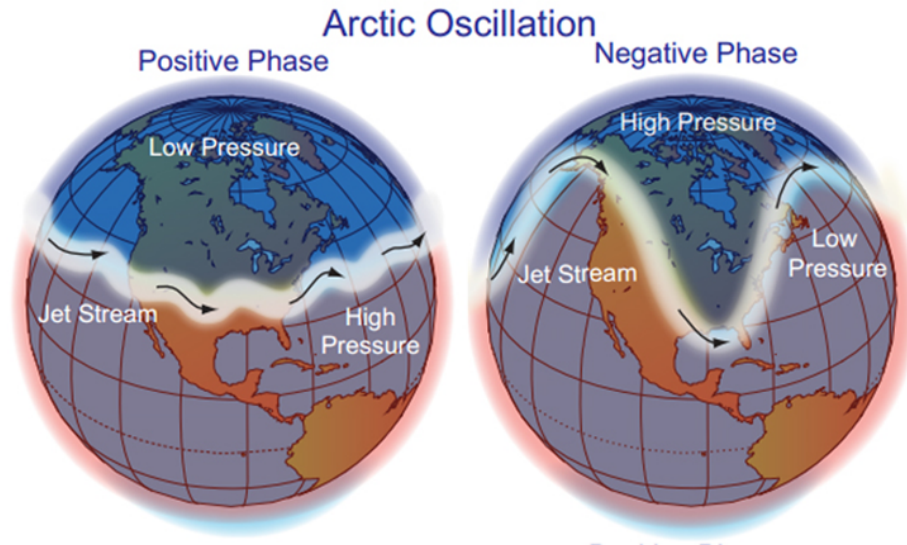 Arctic Oscillation
Positive Phase
Negative Phase
Low Pressure
High Pressure
Jet Stream
High
Pressure
Jet Stream
Low
Pressure